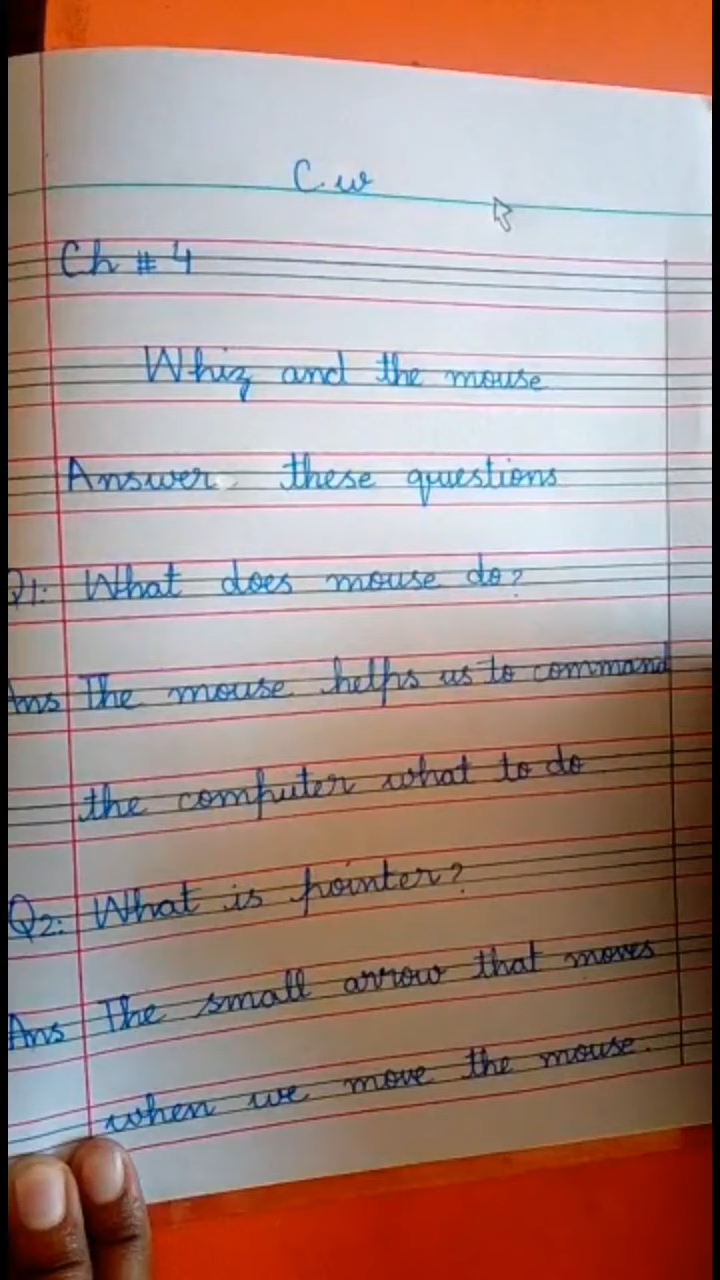 C.w
Ch # 4
Whiz and the mouse
Answer these questions
Q1: What does mouse do?
Ans The mouse helps us to command
the computer what to do
Q2: What is pointer?
Ans The small arrow that moves
when we move the mouse.